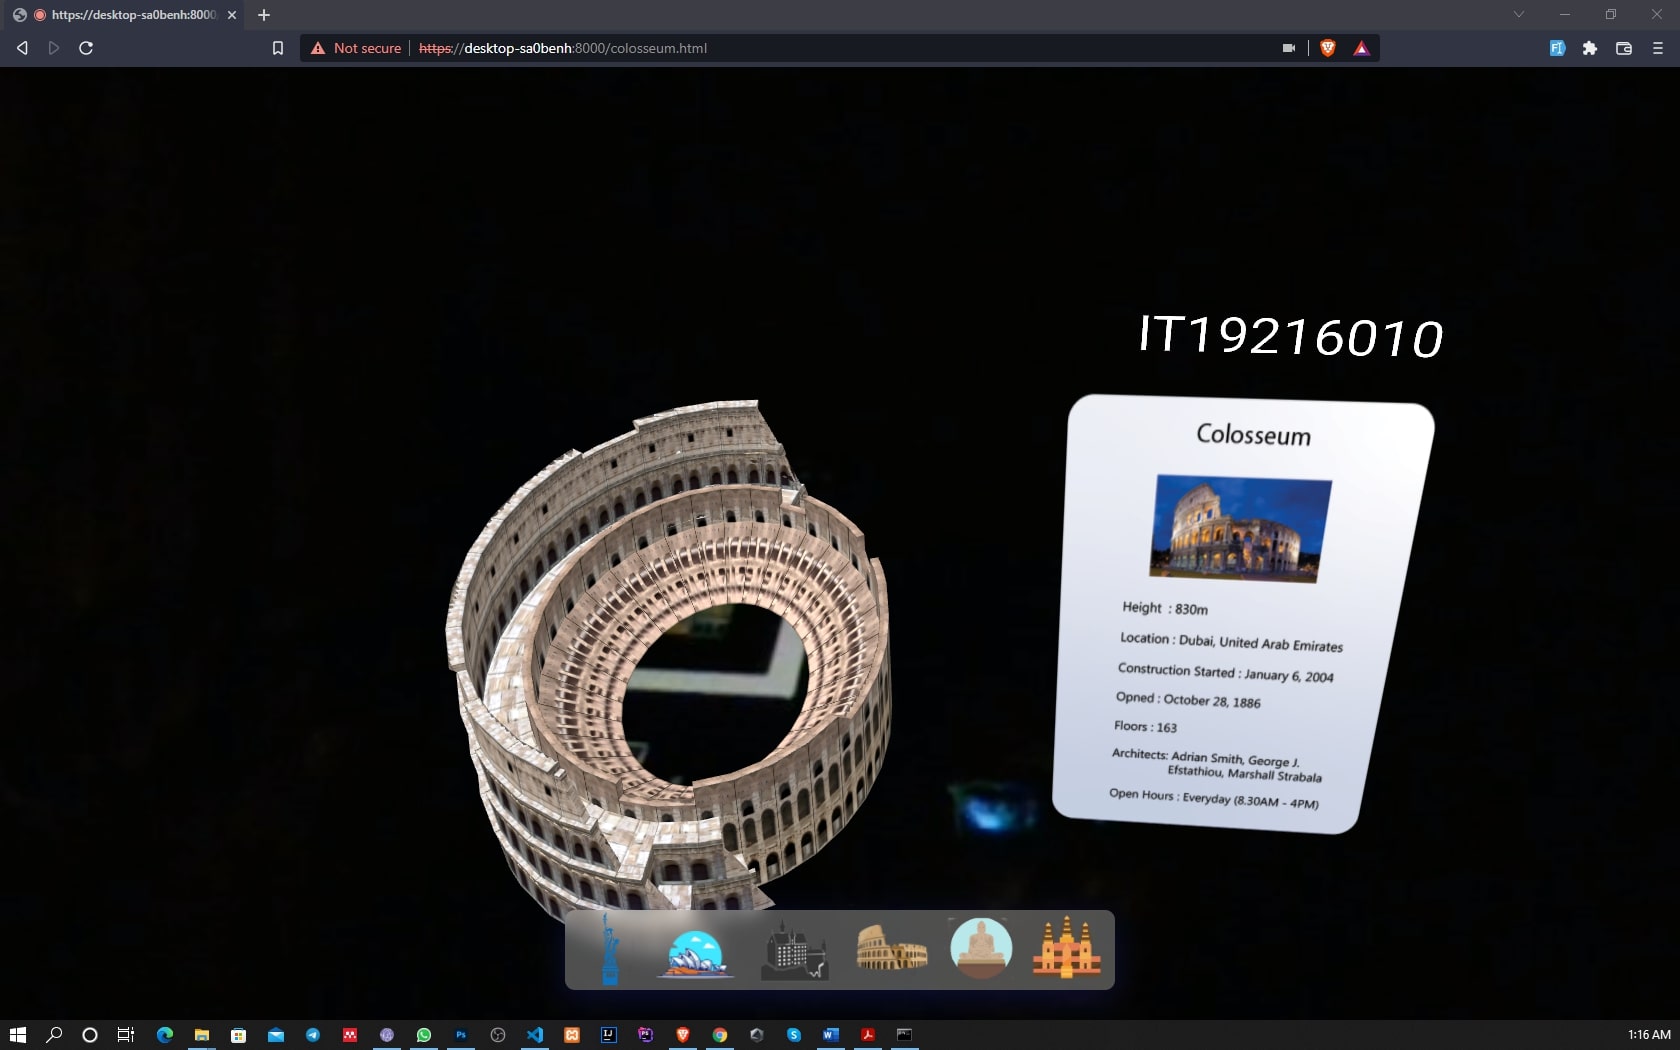 https://desktop-sa0benh:8000
Not secure
https://desktop-sa0benh:8000/colosseum.html
IT19216010
Colosseum
Height : 830m
Location : Dubai, United Arab Emirates
Construction Started : January 6, 2004
Opned : October 28, 1886
Floors : 163
Architects: Adrian Smith, George J.
Efstathiou, Marshall Strabala
Open Hours : Everyday (8.30AM - 4PM)
1:16 AM